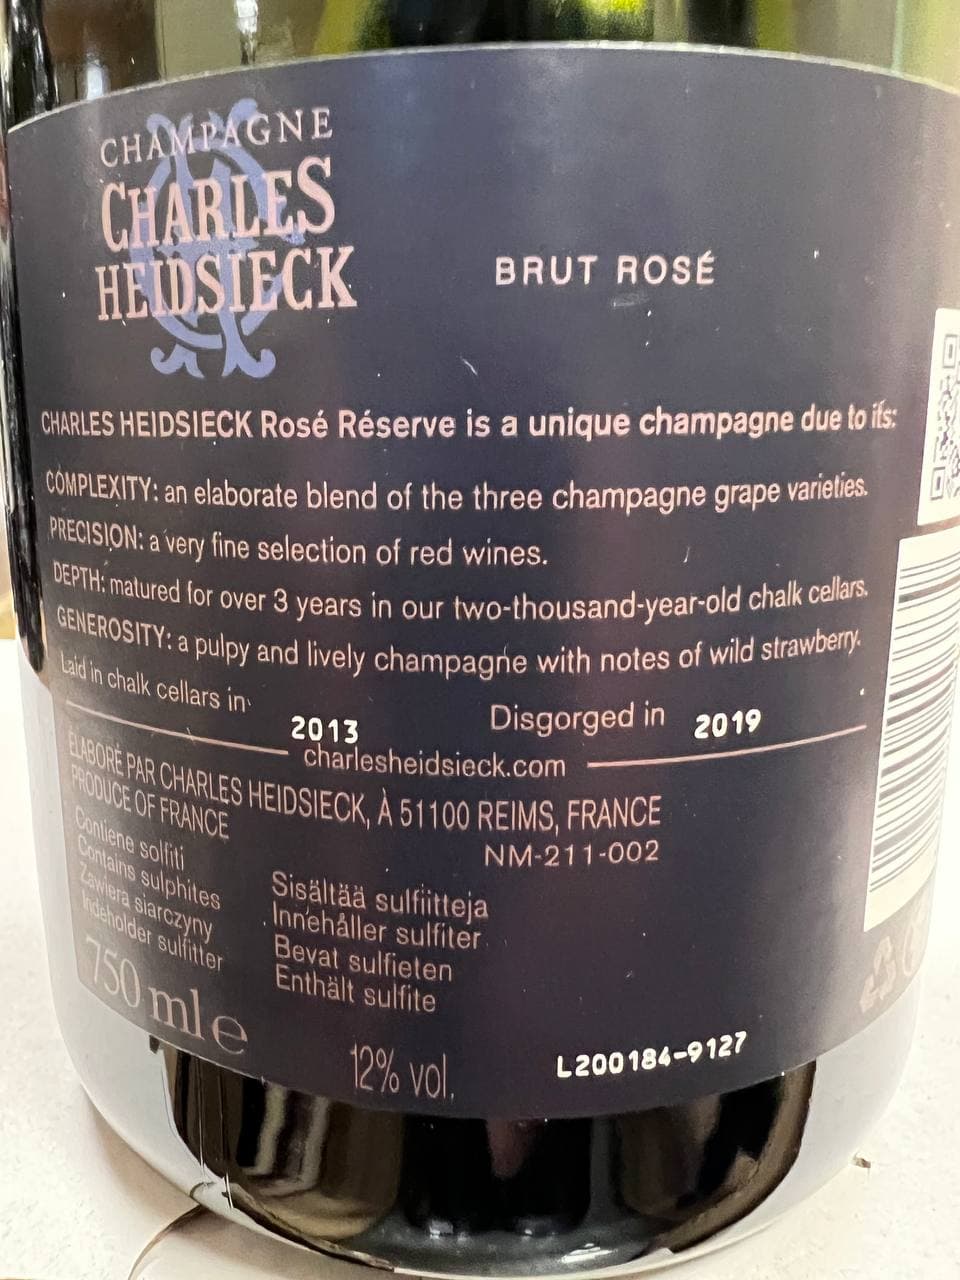 CHAMPAGNE
CHARLES
HEIDSIECK
BRUT ROSÉ
CHARLES HEIDSIECK Rosé Réserve is a unique champagne due to its:
COMPLEXITY: an elaborate blend of the three champagne grape varieties.
PRECISION: a very fine selection of red wines.
DEPTH: matured for over 3 years in our two-thousand-year-old chalk cellars.
GENEROSITY: a pulpy and lively champagne with notes of wild strawberry.
Laid in chalk cellars in 2013 Disgorged in 2019
charlesheidsieck.com
ÉLABORÉ PAR CHARLES HEIDSIECK, À 51100 REIMS, FRANCE
PRODUCE OF FRANCE
NM-211-002
Contiene solfiti
Contains sulphites
Zawiera siarczyny
Indeholder sulfitter
Sisältää sulfiitteja
Innehåller sulfiter
Bevat sulfieten
Enthält sulfite
750 ml e
12% vol.
L200184-9127